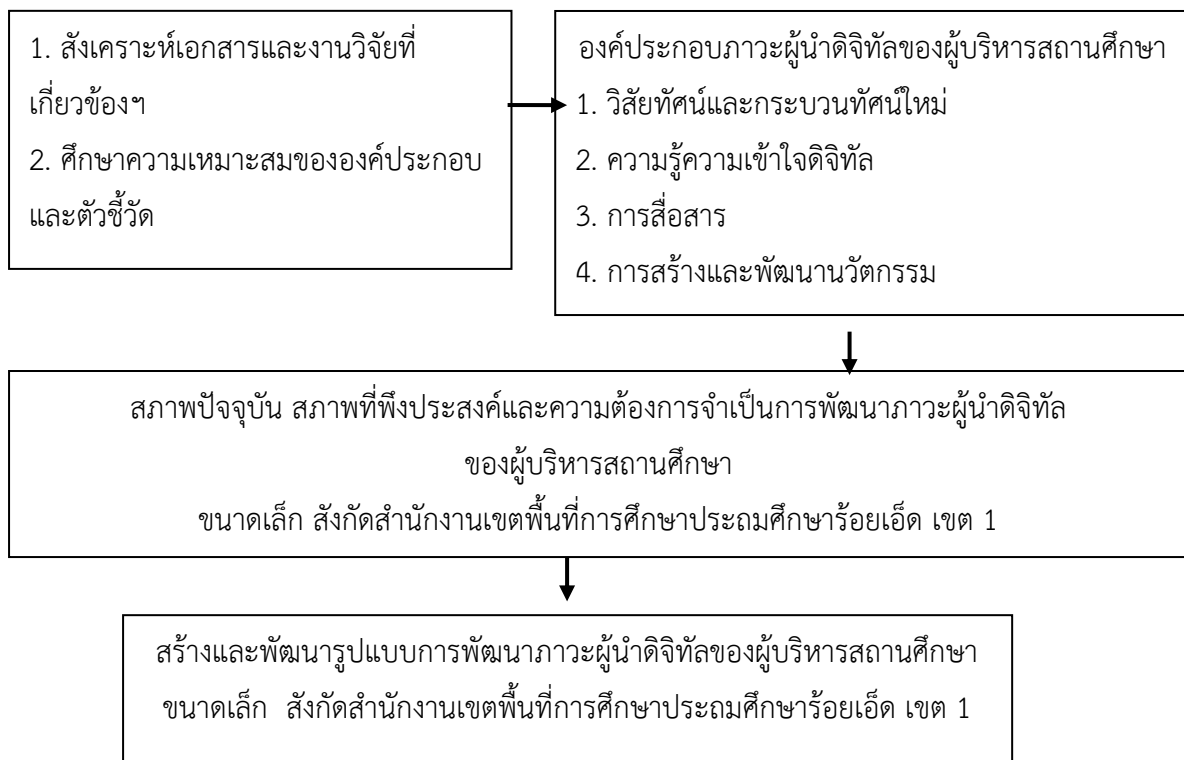 1. สังเคราะห์เอกสารและงานวิจัยที่
เกี่ยวข้องฯ
2. ศึกษาความเหมาะสมขององค์ประกอบ
และตัวชี้วัด
องค์ประกอบภาวะผู้นำดิจิทัลของผู้บริหารสถานศึกษา
1. วิสัยทัศน์และกระบวนทัศน์ใหม่
2. ความรู้ความเข้าใจดิจิทัล
3. การสื่อสาร
4. การสร้างและพัฒนานวัตกรรม
สภาพปัจจุบัน สภาพที่พึงประสงค์และความต้องการจำเป็นการพัฒนาภาวะผู้นำดิจิทัล
ของผู้บริหารสถานศึกษา
ขนาดเล็ก สังกัดสำนักงานเขตพื้นที่การศึกษาประถมศึกษาร้อยเอ็ด เขต 1
สร้างและพัฒนารูปแบบการพัฒนาภาวะผู้นำดิจิทัลของผู้บริหารสถานศึกษา
ขนาดเล็ก สังกัดสำนักงานเขตพื้นที่การศึกษาประถมศึกษาร้อยเอ็ด เขต 1